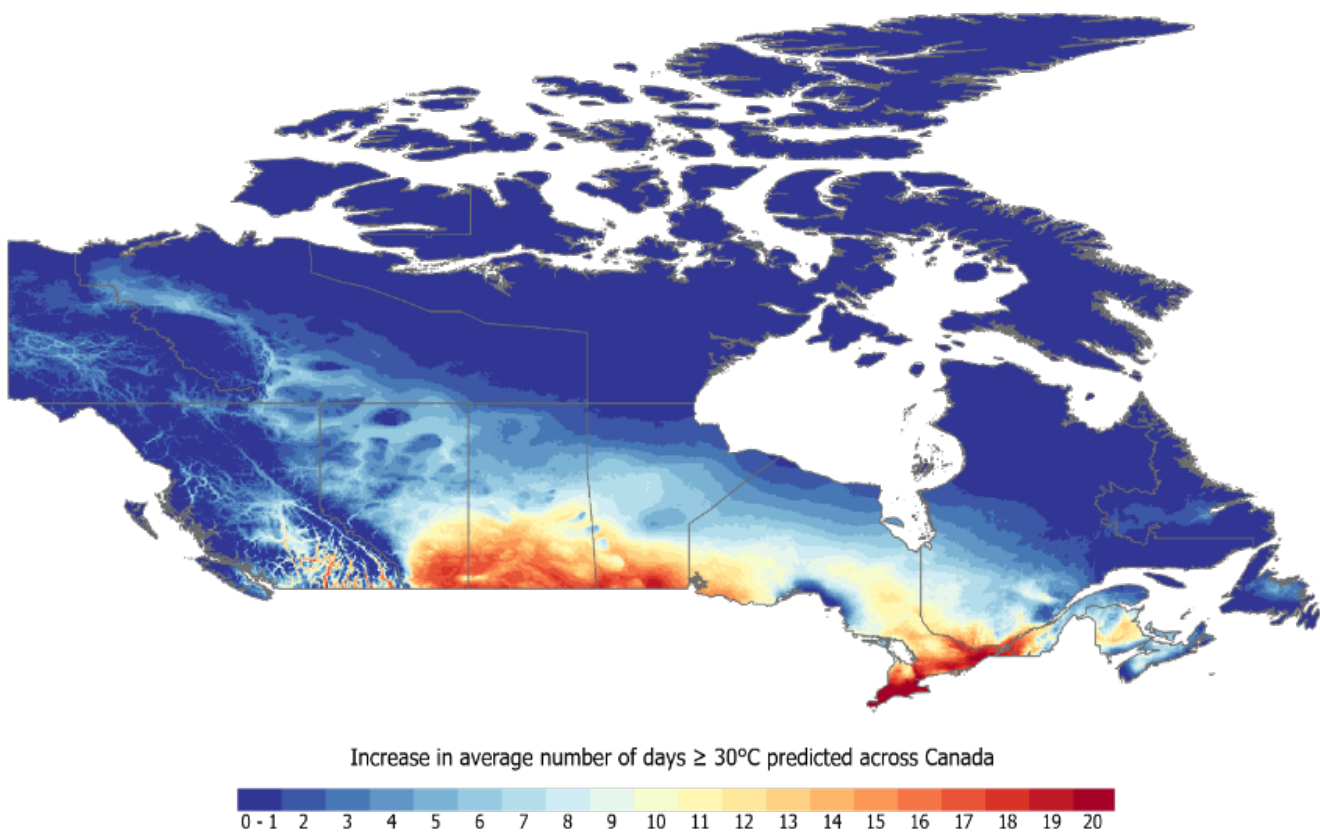 Increase in average number of days ≥ 30°C predicted across Canada
0 - 1 2 3 4 5 6 7 8 9 10 11 12 13 14 15 16 17 18 19 20